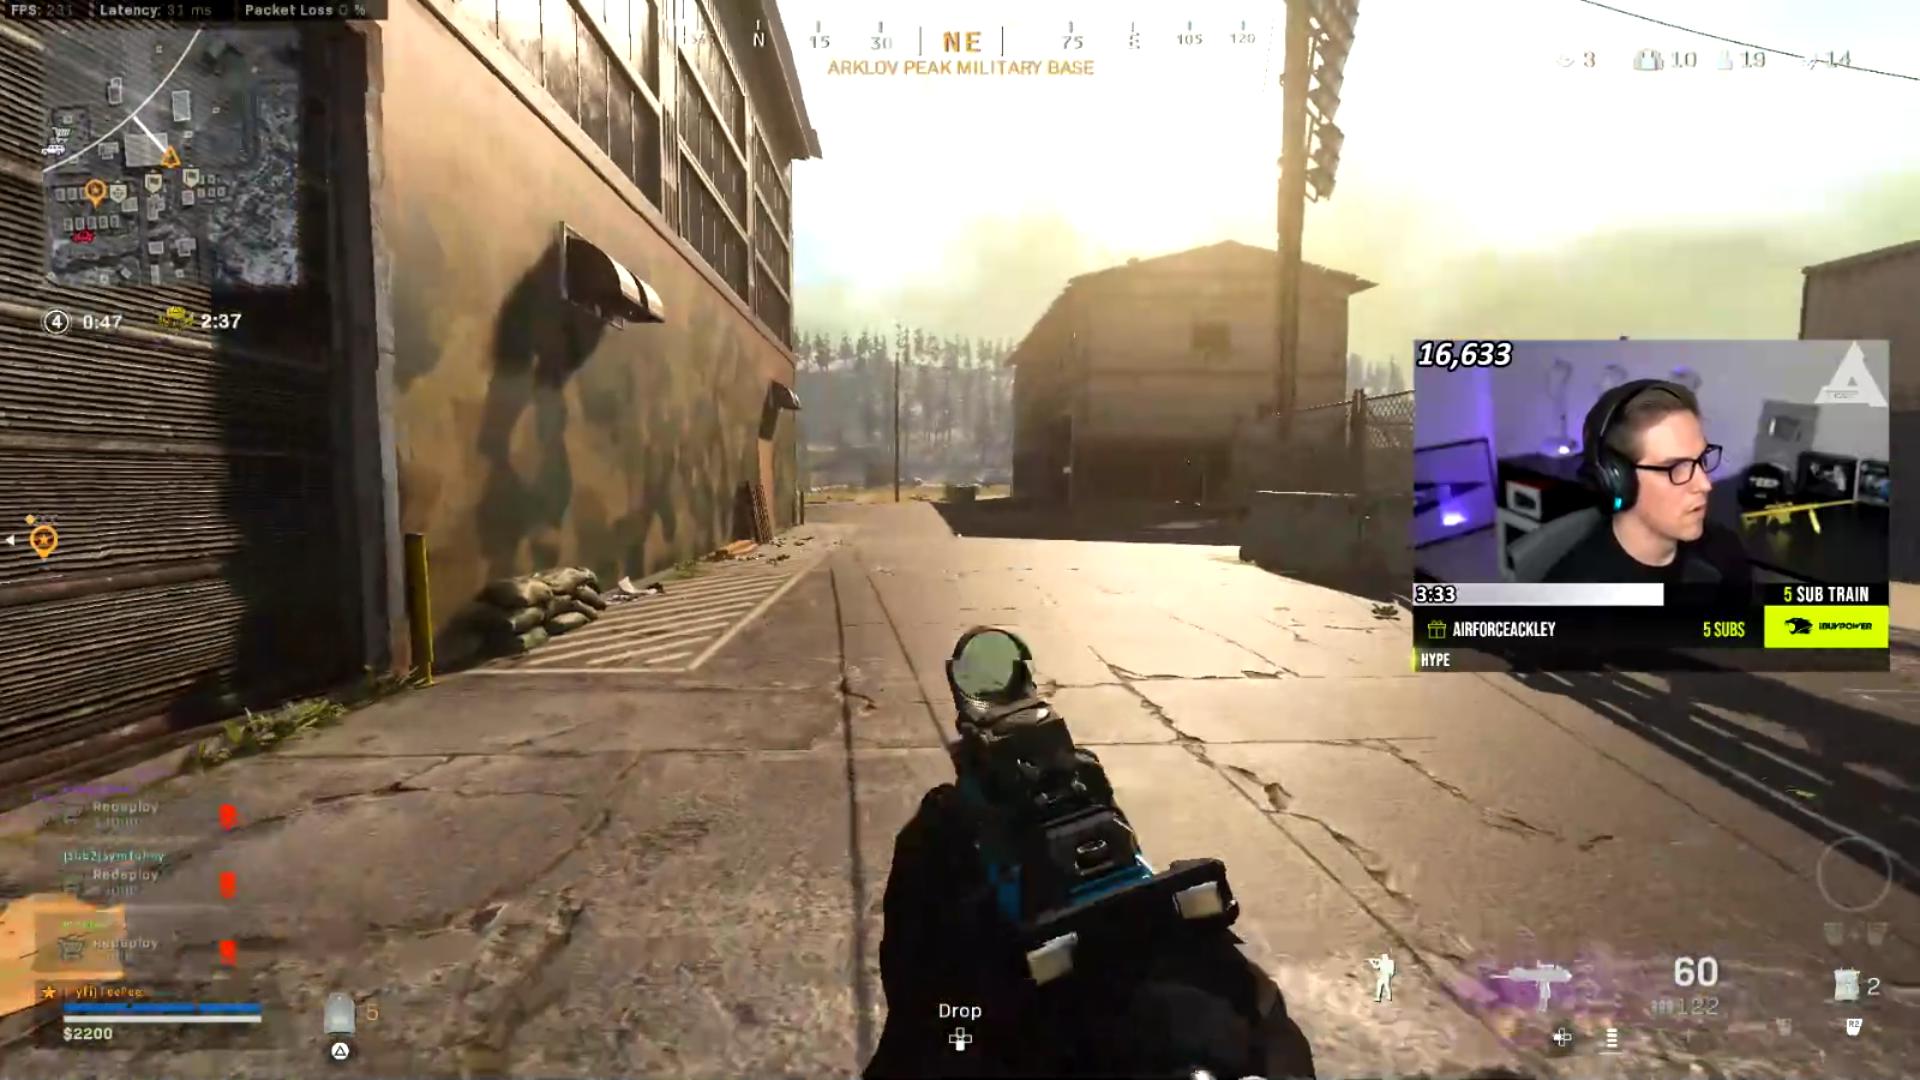 FPS: 231 Latency: 31 ms Packet Loss 0 %
N 15 30 NE 75 105 120
ARKLOV PEAK MILITARY BASE
3 10 19 14
4 0:47 2:37
16,633
3:33 5 SUB TRAIN
AIRFORCEACKLEY 5 SUBS IBUYPOWER
HYPE
Redeploy
Redeploy
Redeploy
$2200
5
Drop
60
122
2
R2